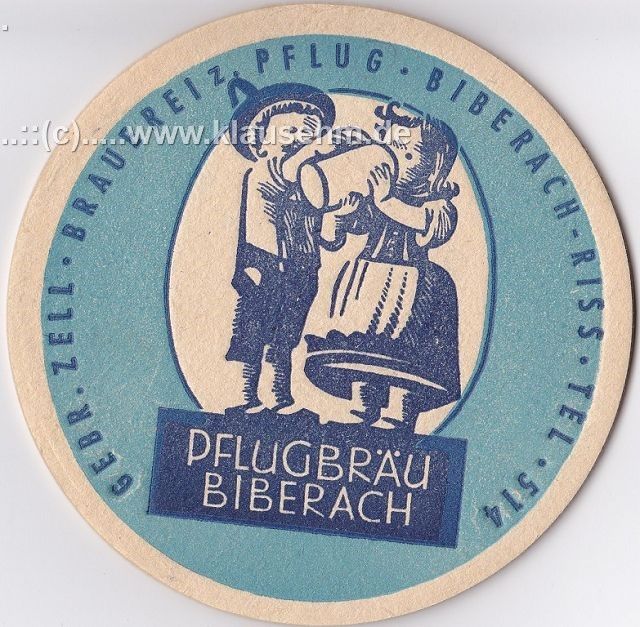 ..::(c).....www.klausehm.de
GEBR. ZELL · BRAUEREI Z. PFLUG · BIBERACH-RISS · TEL · 514
PFLUGBRÄU
BIBERACH